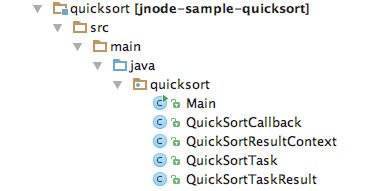 quicksort [jnode-sample-quicksort]
src
main
java
quicksort
Main
QuickSortCallback
QuickSortResultContext
QuickSortTask
QuickSortTaskResult